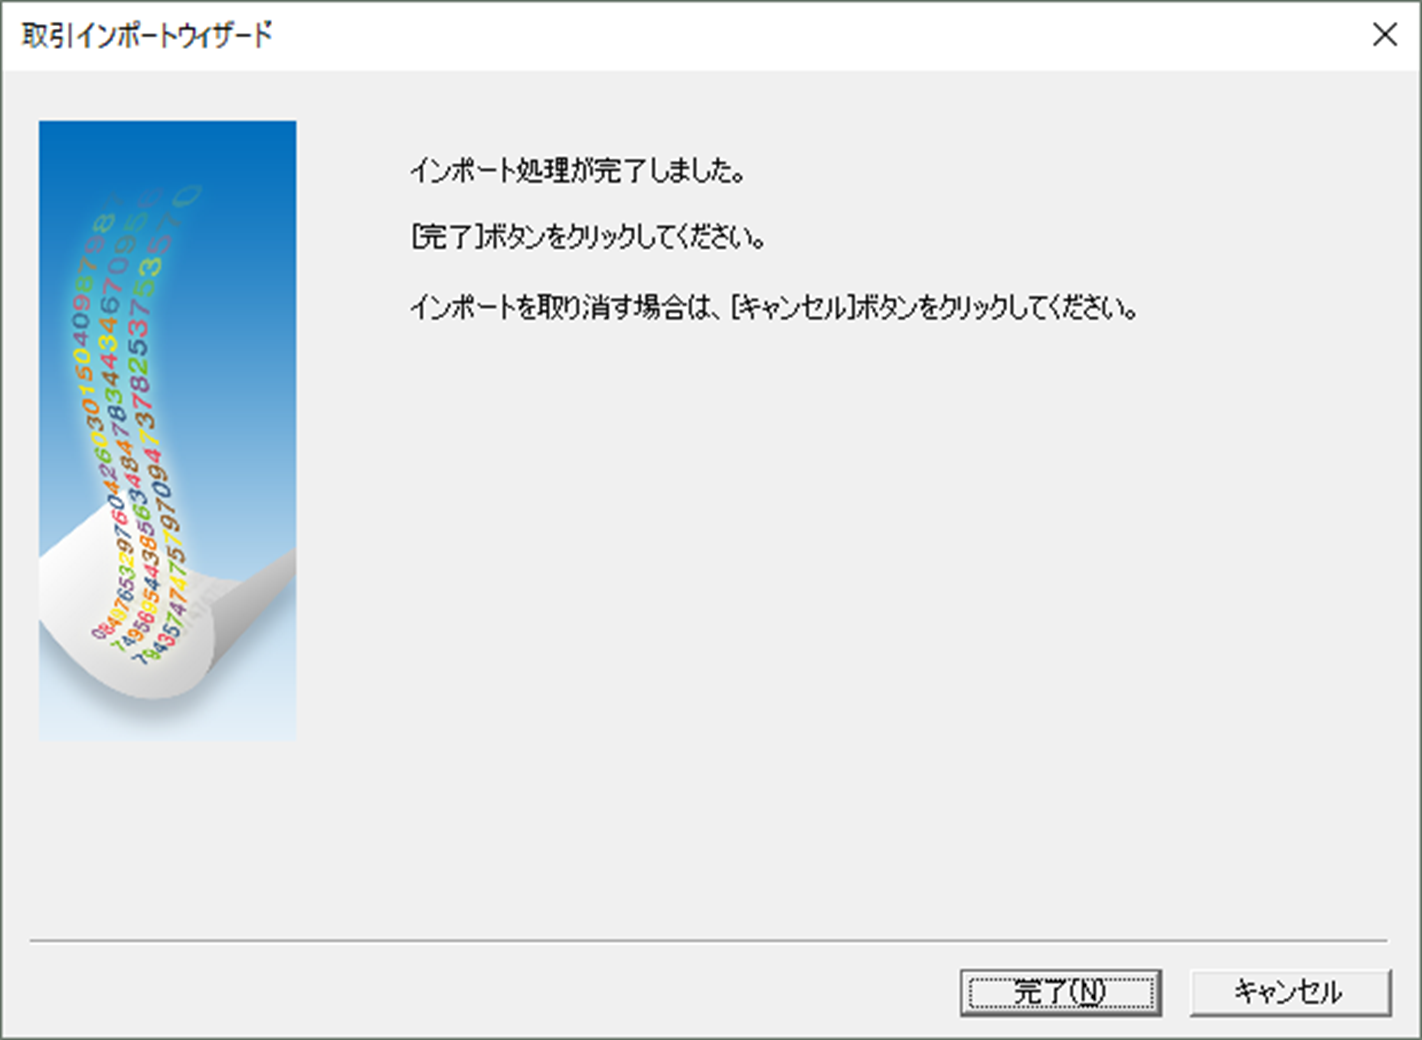 取引インポートウィザード
インポート処理が完了しました。
[完了]ボタンをクリックしてください。
インポートを取り消す場合は、[キャンセル]ボタンをクリックしてください。
完了(N)
キャンセル